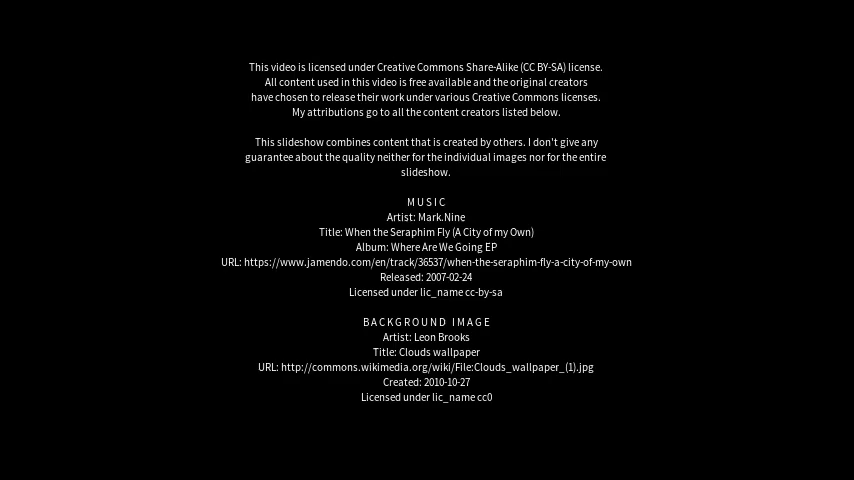 This video is licensed under Creative Commons Share-Alike (CC BY-SA) license.
All content used in this video is free available and the original creators
have chosen to release their work under various Creative Commons licenses.
My attributions go to all the content creators listed below.
This slideshow combines content that is created by others. I don't give any
guarantee about the quality neither for the individual images nor for the entire
slideshow.
MUSIC
Artist: Mark.Nine
Title: When the Seraphim Fly (A City of my Own)
Album: Where Are We Going EP
URL: https://www.jamendo.com/en/track/36537/when-the-seraphim-fly-a-city-of-my-own
Released: 2007-02-24
Licensed under lic_name cc-by-sa
BACKGROUND IMAGE
Artist: Leon Brooks
Title: Clouds wallpaper
URL: http://commons.wikimedia.org/wiki/File:Clouds_wallpaper_(1).jpg
Created: 2010-10-27
Licensed under lic_name cc0